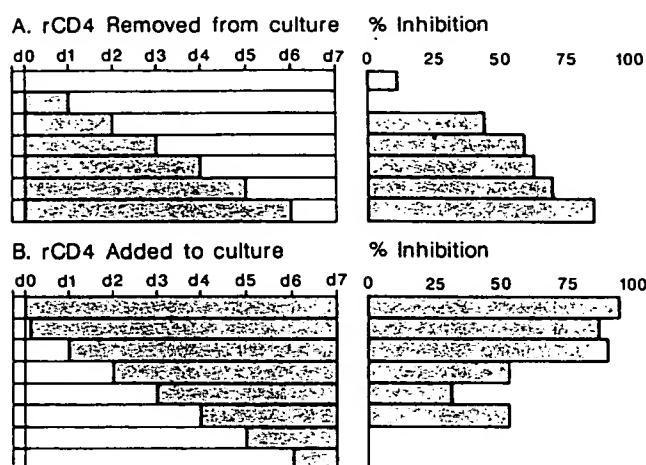 A. rCD4 Removed from culture
% Inhibition
d0 d1 d2 d3 d4 d5 d6 d7
0 25 50 75 100
B. rCD4 Added to culture
% Inhibition
d0 d1 d2 d3 d4 d5 d6 d7
0 25 50 75 100